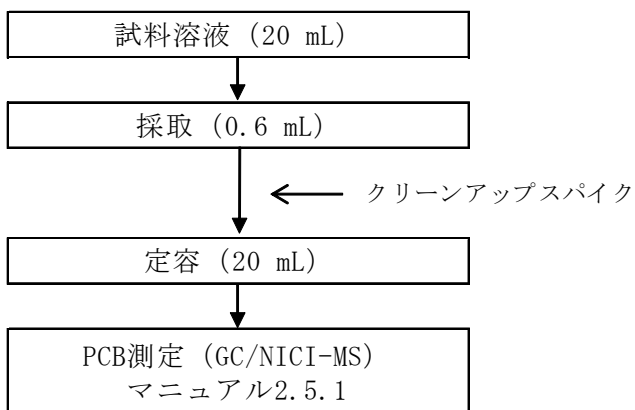 試料溶液 (20 mL)
採取 (0.6 mL)
クリーンアップスパイク
定容 (20 mL)
PCB測定 (GC/NICI-MS)
マニュアル2.5.1